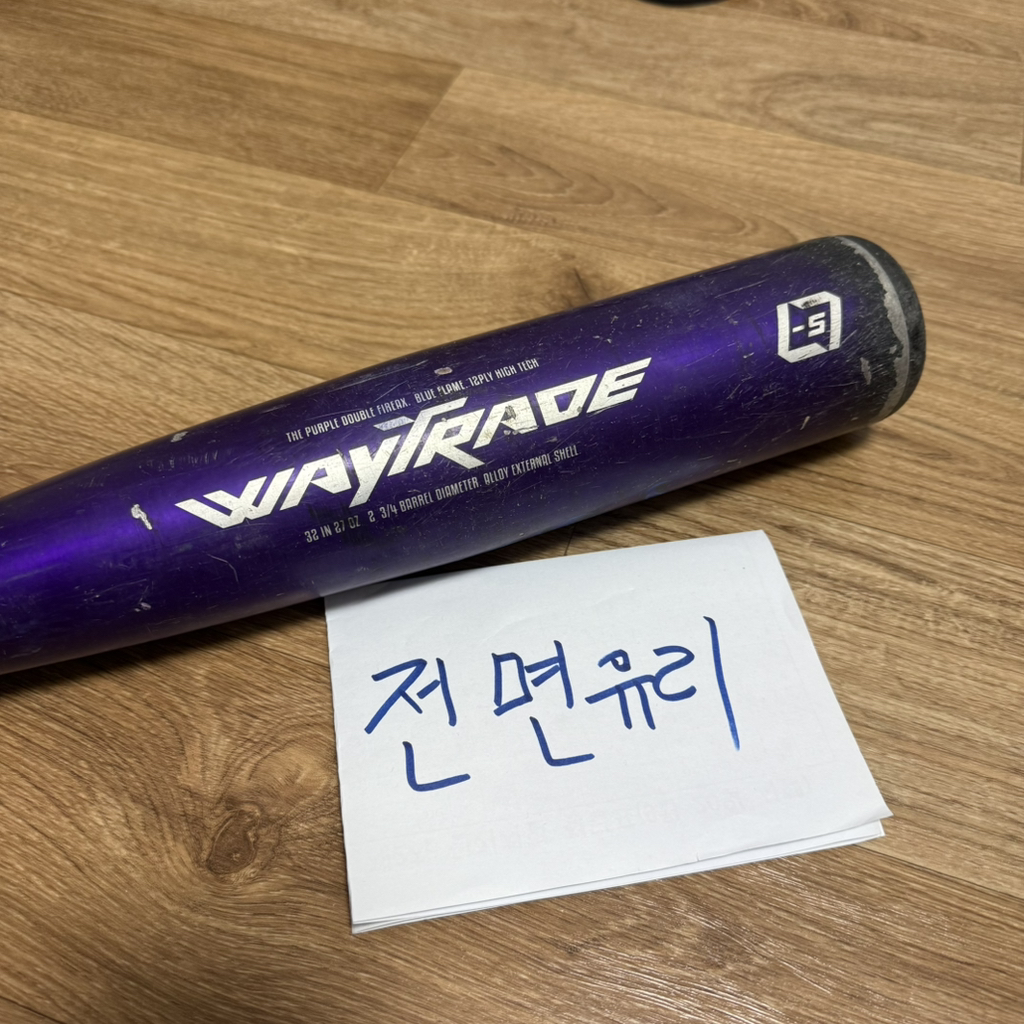 THE PURPLE DOUBLE FIREAX. BLUE FLAME. 12PLY HIGH TECH
WAYTRADE
32 IN 27 OZ 2 3/4 BARREL DIAMETER. ALLOY EXTERNAL SHELL
-5
전면유리